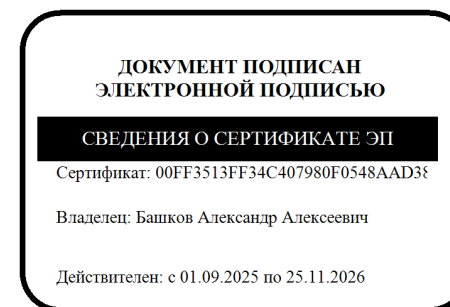 ДОКУМЕНТ ПОДПИСАН
ЭЛЕКТРОННОЙ ПОДПИСЬЮ
СВЕДЕНИЯ О СЕРТИФИКАТЕ ЭП
Сертификат: 00FF3513FF34C407980F0548AAD38
Владелец: Башков Александр Алексеевич
Действителен: с 01.09.2025 по 25.11.2026